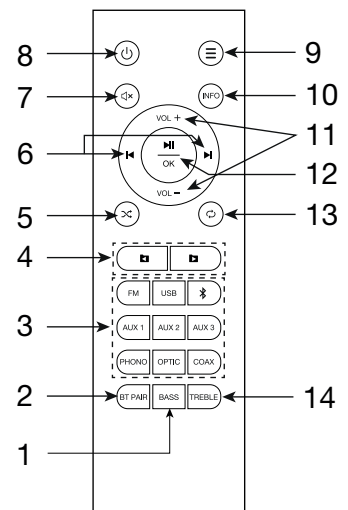 8 9
7 INFO 10
VOL + 11
6
OK 12
VOL −
5 13
4
FM USB
3 AUX 1 AUX 2 AUX 3
PHONO OPTIC COAX
2 BT PAIR BASS TREBLE 14
1